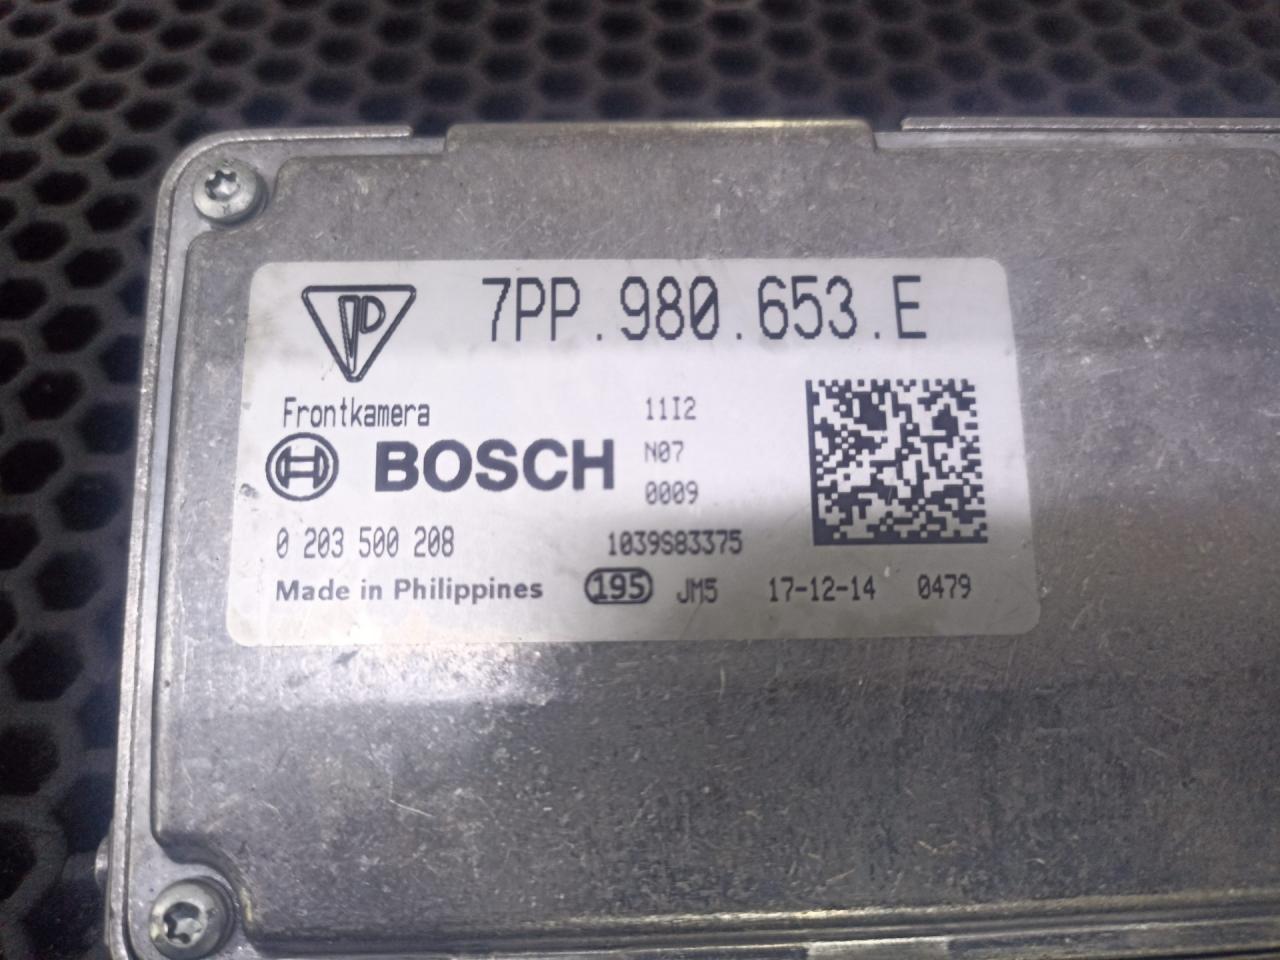 7PP.980.653.E
Frontkamera
11I2
BOSCH
N07
0009
0 203 500 208
1039S83375
Made in Philippines
195 JM5 17-12-14 0479